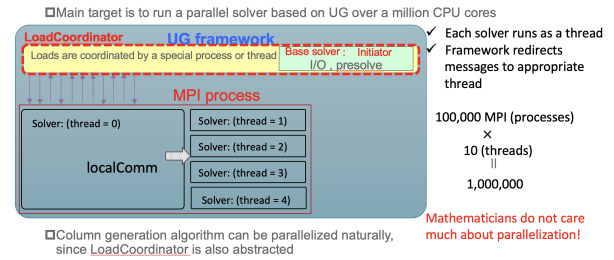 ❑Main target is to run a parallel solver based on UG over a million CPU cores
LoadCoordinator
UG framework
Loads are coordinated by a special process or thread
Base solver : Initiator
I/O , presolve
MPI process
Solver: (thread = 0)
localComm
Solver: (thread = 1)
Solver: (thread = 2)
Solver: (thread = 3)
Solver: (thread = 4)
✓ Each solver runs as a thread
✓ Framework redirects
messages to appropriate
thread
100,000 MPI (processes)
×
10 (threads)
||
1,000,000
Mathematicians do not care
much about parallelization!
❑Column generation algorithm can be parallelized naturally,
since LoadCoordinator is also abstracted